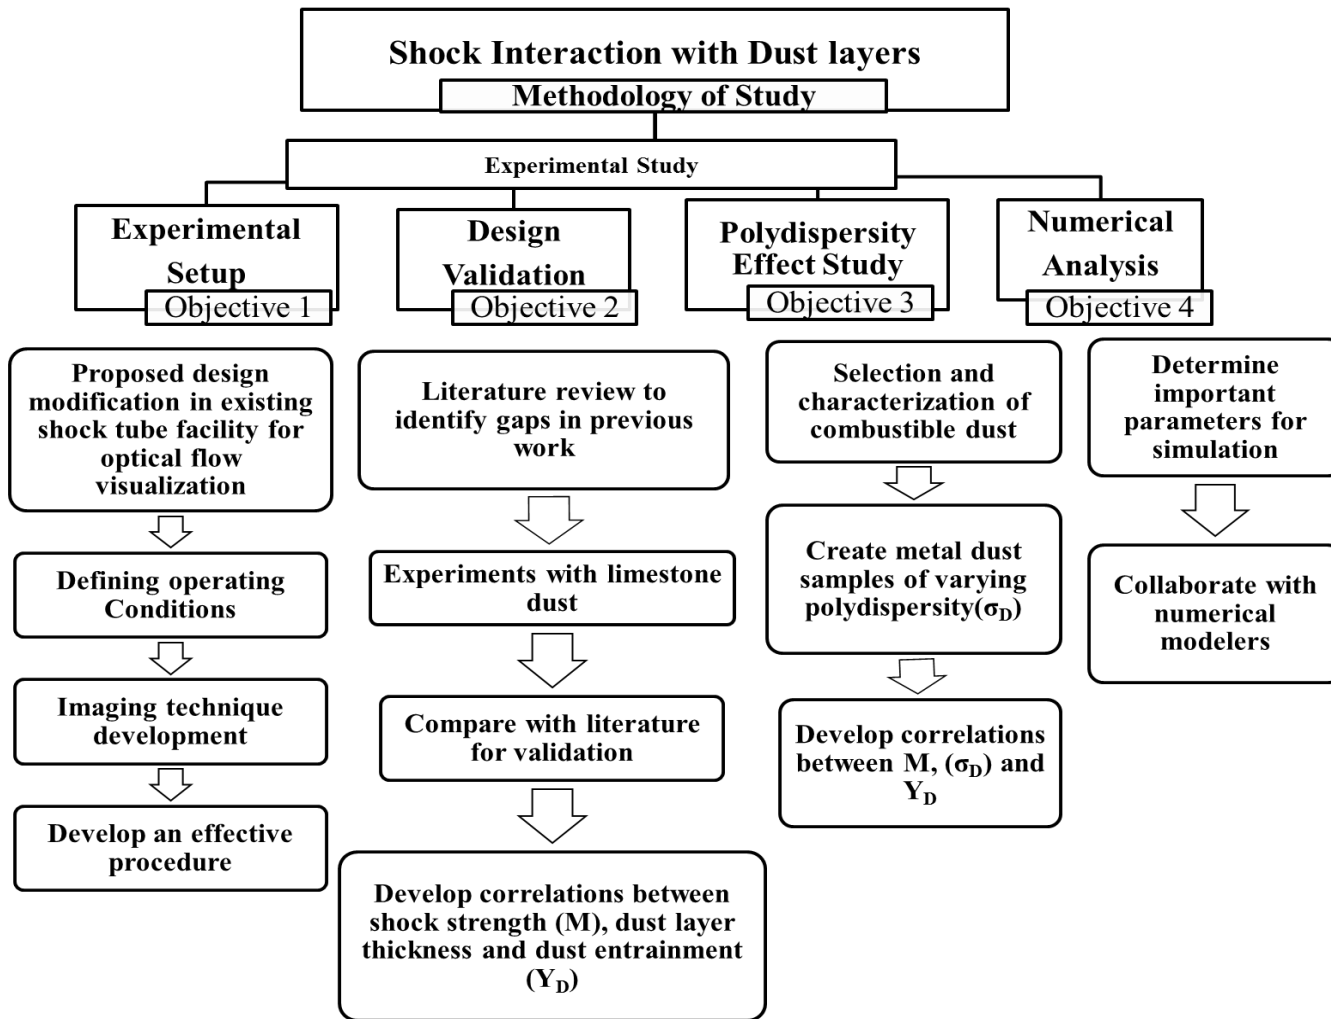 Shock Interaction with Dust layers
Methodology of Study
Experimental Study
Experimental
Setup
Objective 1
Design
Validation
Objective 2
Polydispersity
Effect Study
Objective 3
Numerical
Analysis
Objective 4
Proposed design
modification in existing
shock tube facility for
optical flow
visualization
Defining operating
Conditions
Imaging technique
development
Develop an effective
procedure
Literature review to
identify gaps in previous
work
Experiments with limestone
dust
Compare with literature
for validation
Develop correlations between
shock strength (M), dust layer
thickness and dust entrainment
(Y_D)
Selection and
characterization of
combustible dust
Create metal dust
samples of varying
polydispersity(σ_D)
Develop correlations
between M, (σ_D) and
Y_D
Determine
important
parameters for
simulation
Collaborate with
numerical
modelers